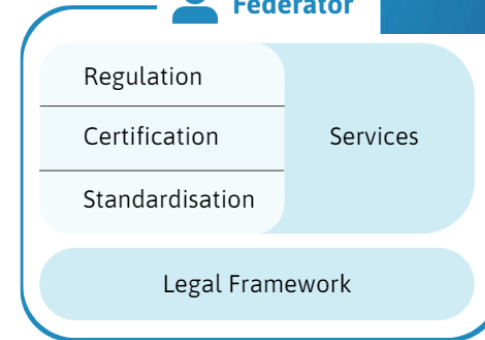 Federator
Regulation
Certification
Services
Standardisation
Legal Framework